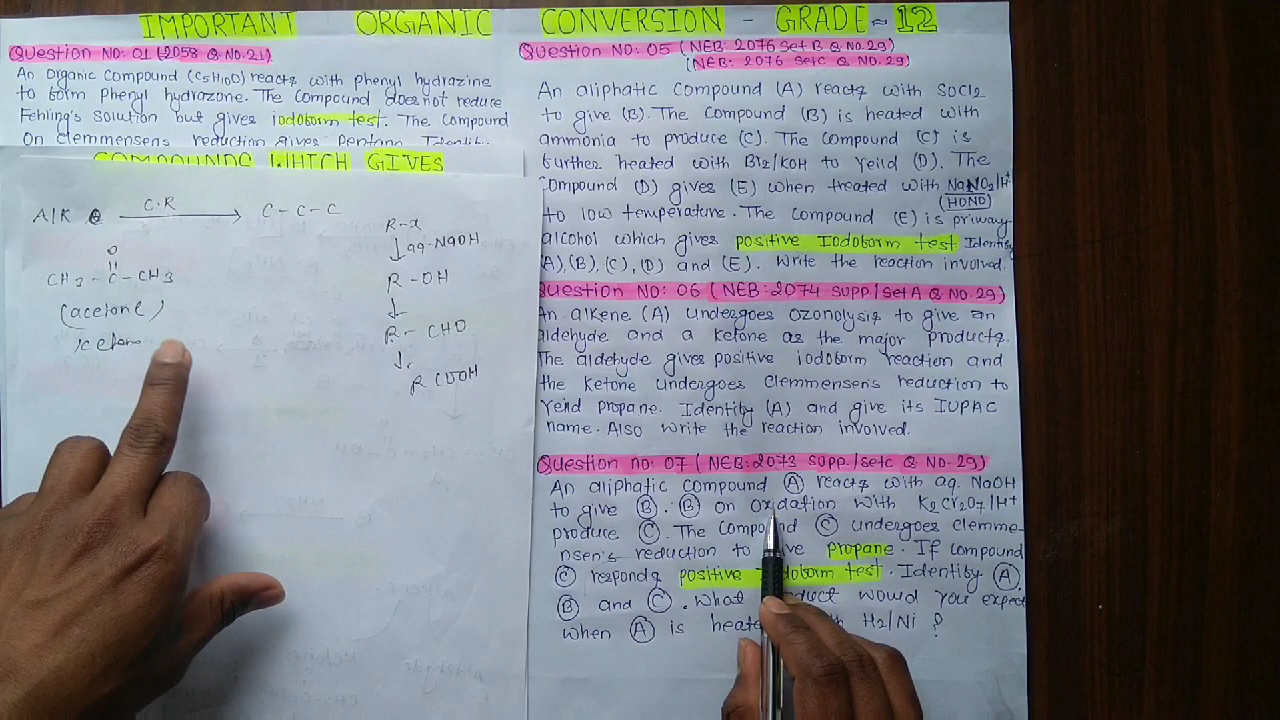 IMPORTANT ORGANIC CONVERSION - GRADE - 12
Question NO: 01 (2058 Q NO.21)
An organic compound (C5H10O) reacts with phenyl hydrazine
to form Phenyl hydrazone. The compound does not reduce
Fehling's solution but gives iodoform test. The compound
On clemmensens reduction gives Pentane
COMPOUNDS WHICH GIVES
A/K C.R C - C - C
O
||
CH3 - C - CH3
(acetone)
R-x
aq. NaOH
R - OH
R - CHO
R COOH
Question NO: 05 (NEB: 2076 Set B Q NO.29)
(NEB: 2076 Set C Q NO.29)
An aliphatic compound (A) reacts with SOCl2
to give (B). The compound (B) is heated with
ammonia to produce (C). The compound (C) is
further heated with Br2/KOH to yeild (D). The
compound (D) gives (E) when treated with NaNO2/H+
(HONO)
to low temperature. The compound (E) is primary
alcohol which gives positive Iodoform test. Identify
(A), (B), (C), (D) and (E). Write the reaction involved.
Question NO: 06 (NEB: 2074 Supp./Set A Q NO.29)
An alkene (A) undergoes ozonolysis to give an
aldehyde and a ketone as the major products.
The aldehyde gives positive iodoform reaction and
the ketone undergoes Clemmensen's reduction to
Yeild propane. Identity (A) and give its IUPAC
name. Also write the reaction involved.
Question no: 07 (NEB: 2073 Supp./Set C Q NO.29)
An aliphatic compound (A) reacts with aq. NaOH
to give (B). (B) on oxidation with K2Cr2O7/H+
produce (C). The compound (C) undergoes clemme-
nsen's reduction to give propane. If compound
(C) responds positive Iodoform test. Identity (A).
(B) and (C). What product would you expect
when (A) is heated with H2/Ni ?